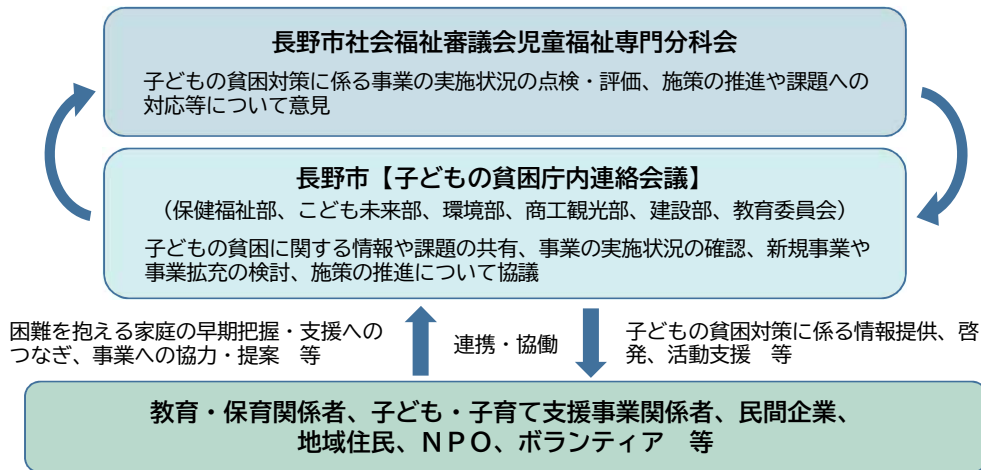 長野市社会福祉審議会児童福祉専門分科会
子どもの貧困対策に係る事業の実施状況の点検・評価、施策の推進や課題への
対応等について意見
長野市【子どもの貧困庁内連絡会議】
（保健福祉部、こども未来部、環境部、商工観光部、建設部、教育委員会）
子どもの貧困に関する情報や課題の共有、事業の実施状況の確認、新規事業や
事業拡充の検討、施策の推進について協議
困難を抱える家庭の早期把握・支援への
つなぎ、事業への協力・提案　等
連携・協働
子どもの貧困対策に係る情報提供、啓
発、活動支援　等
教育・保育関係者、子ども・子育て支援事業関係者、民間企業、
地域住民、ＮＰＯ、ボランティア　等